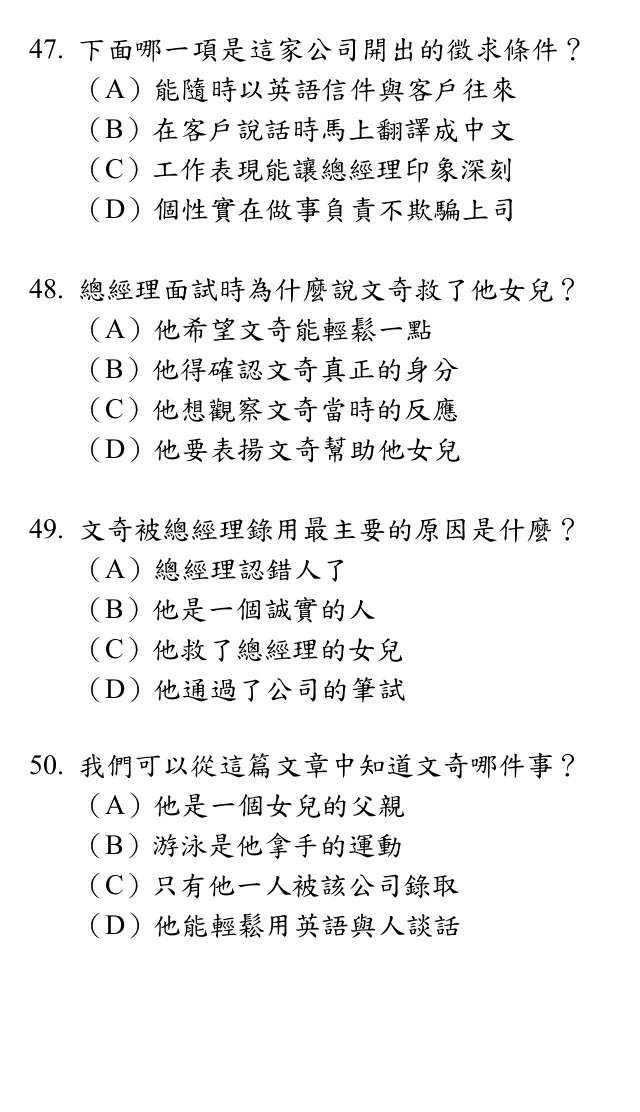 47. 下面哪一項是這家公司開出的徵求條件？
（A）能隨時以英語信件與客戶往來
（B）在客戶說話時馬上翻譯成中文
（C）工作表現能讓總經理印象深刻
（D）個性實在做事負責不欺騙上司
48. 總經理面試時為什麼說文奇救了他女兒？
（A）他希望文奇能輕鬆一點
（B）他得確認文奇真正的身分
（C）他想觀察文奇當時的反應
（D）他要表揚文奇幫助他女兒
49. 文奇被總經理錄用最主要的原因是什麼？
（A）總經理認錯人了
（B）他是一個誠實的人
（C）他救了總經理的女兒
（D）他通過了公司的筆試
50. 我們可以從這篇文章中知道文奇哪件事？
（A）他是一個女兒的父親
（B）游泳是他拿手的運動
（C）只有他一人被該公司錄取
（D）他能輕鬆用英語與人談話